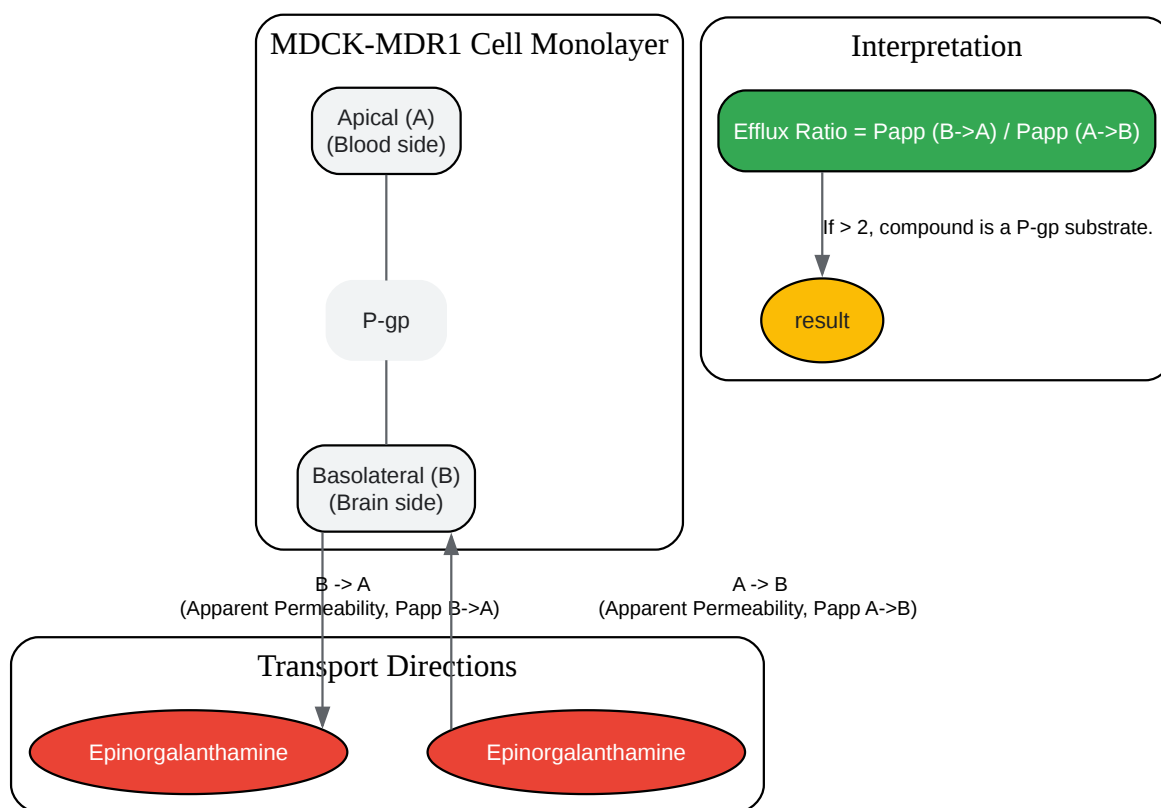 MDCK-MDR1 Cell Monolayer
Apical (A)
(Blood side)
P-gp
Basolateral (B)
(Brain side)
Interpretation
Efflux Ratio = Papp (B->A) / Papp (A->B)
If > 2, compound is a P-gp substrate.
result
B -> A
(Apparent Permeability, Papp B->A)
A -> B
(Apparent Permeability, Papp A->B)
Transport Directions
Epinorgalanthamine
Epinorgalanthamine